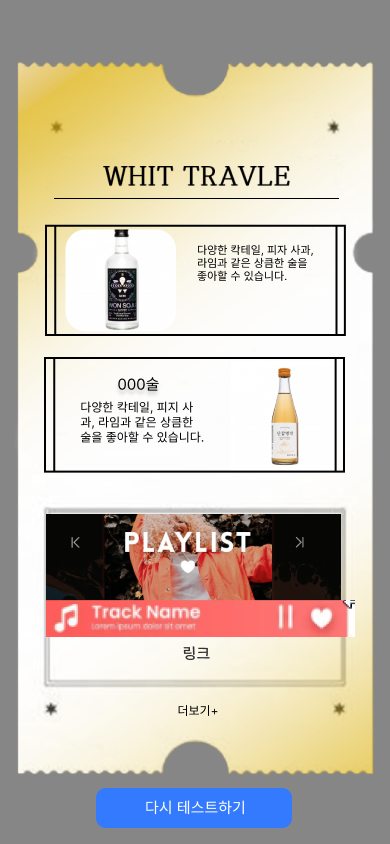 WHIT TRAVLE
WON SOJU
다양한 칵테일, 피자 사과,
라임과 같은 상큼한 술을
좋아할 수 있습니다.
000술
다양한 칵테일, 피지 사
과, 라임과 같은 상큼한
술을 좋아할 수 있습니다.
PLAYLIST
Track Name
Lorem ipsum dolor sit amet
링크
더보기+
다시 테스트하기